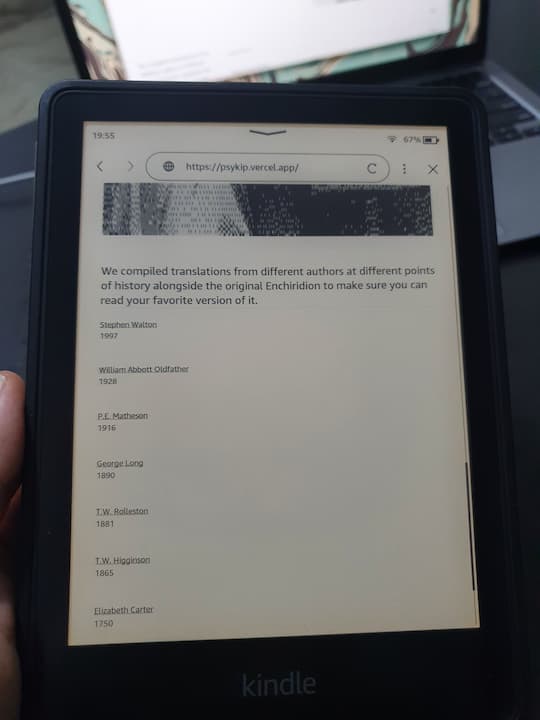 19:55
67%
https://psykip.vercel.app/
We compiled translations from different authors at different points
of history alongside the original Enchiridion to make sure you can
read your favorite version of it.
Stephen Walton
1997
William Abbott Oldfather
1928
P.E. Matheson
1916
George Long
1890
T.W. Rolleston
1881
T.W. Higginson
1865
Elizabeth Carter
1750
kindle